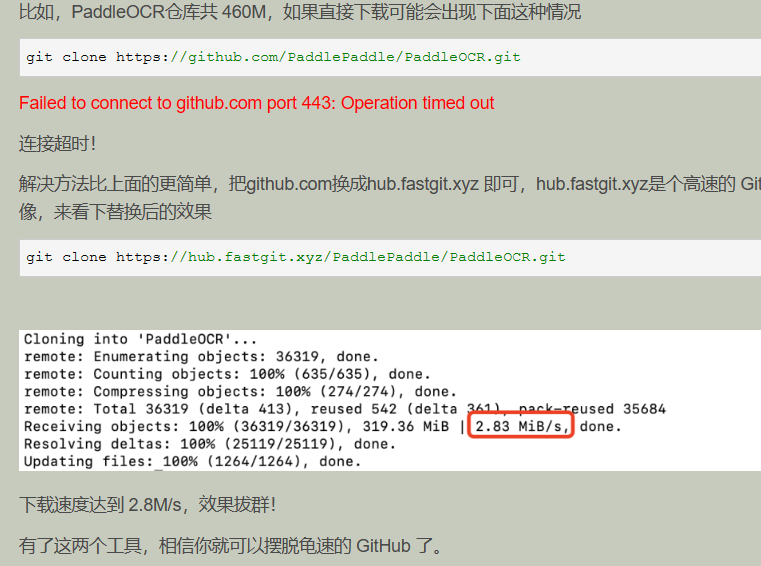 比如，PaddleOCR仓库共 460M，如果直接下载可能会出现下面这种情况
git clone https://github.com/PaddlePaddle/PaddleOCR.git
Failed to connect to github.com port 443: Operation timed out
连接超时！
解决方法比上面的更简单，把github.com换成hub.fastgit.xyz 即可，hub.fastgit.xyz是个高速的 Git
像，来看下替换后的效果
git clone https://hub.fastgit.xyz/PaddlePaddle/PaddleOCR.git
Cloning into 'PaddleOCR'...
remote: Enumerating objects: 36319, done.
remote: Counting objects: 100% (635/635), done.
remote: Compressing objects: 100% (274/274), done.
remote: Total 36319 (delta 413), reused 542 (delta 361), pack-reused 35684
Receiving objects: 100% (36319/36319), 319.36 MiB | 2.83 MiB/s, done.
Resolving deltas: 100% (25119/25119), done.
Updating files: 100% (1264/1264), done.
下载速度达到 2.8M/s，效果拔群！
有了这两个工具，相信你就可以摆脱龟速的 GitHub 了。